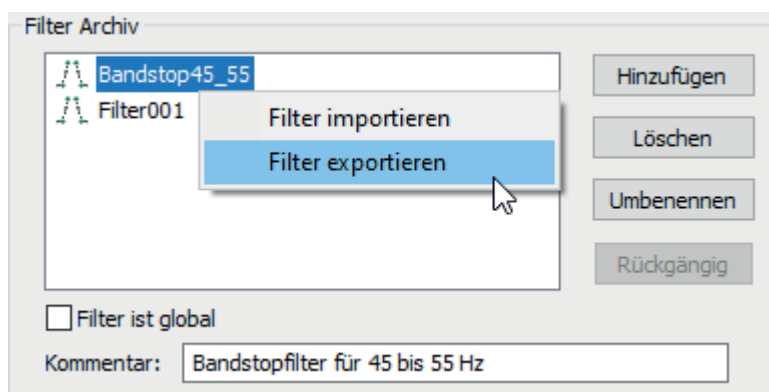 Filter Archiv
Bandstop45_55
Filter001
Filter importieren
Filter exportieren
Hinzufügen
Löschen
Umbenennen
Rückgängig
Filter ist global
Kommentar: Bandstopfilter für 45 bis 55 Hz